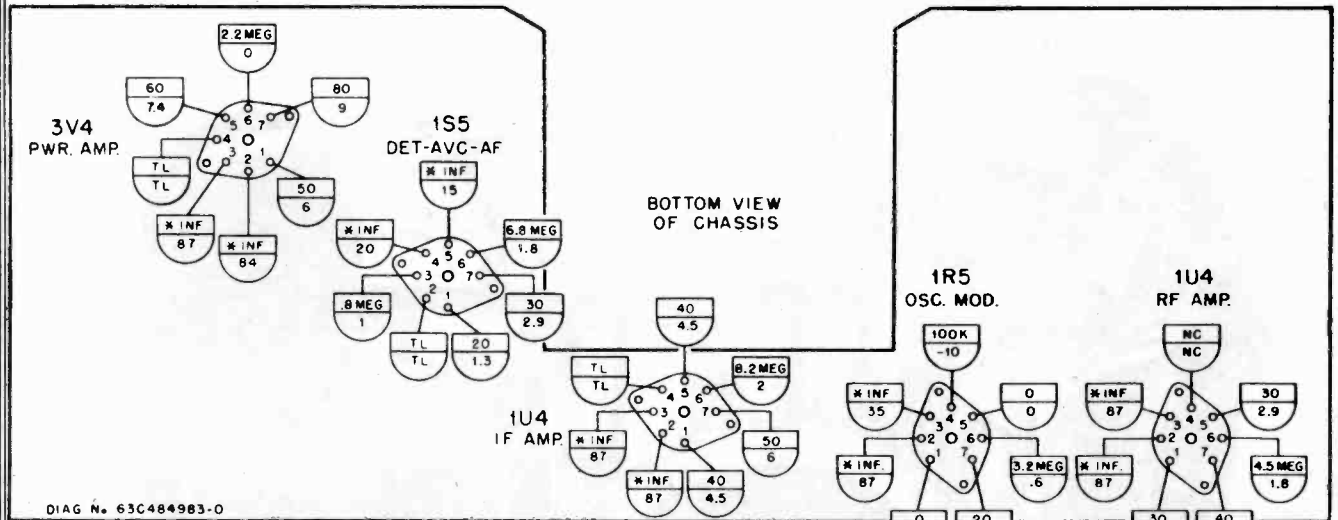 3V4
PWR. AMP.
2.2 MEG
0
60
7.4
80
9
TL
TL
* INF
87
* INF
84
50
6
5
6
7
4
3
2
1
1S5
DET-AVC-AF
* INF
15
* INF
20
6.8 MEG
1.8
.8 MEG
1
30
2.9
TL
TL
20
1.3
4
5
6
3
7
2
1
BOTTOM VIEW
OF CHASSIS
1U4
IF AMP.
40
4.5
TL
TL
8.2 MEG
2
* INF
87
50
6
* INF
87
40
4.5
4
5
6
3
7
2
1
1R5
OSC. MOD.
100K
-10
* INF
35
0
0
* INF.
87
3.2 MEG
.6
0
20
3
4
5
2
6
1
7
1U4
RF AMP.
NC
NC
* INF
87
30
2.9
* INF.
87
4.5 MEG
1.8
30
40
3
4
5
2
6
1
7
DIAG No. 63C484983-0